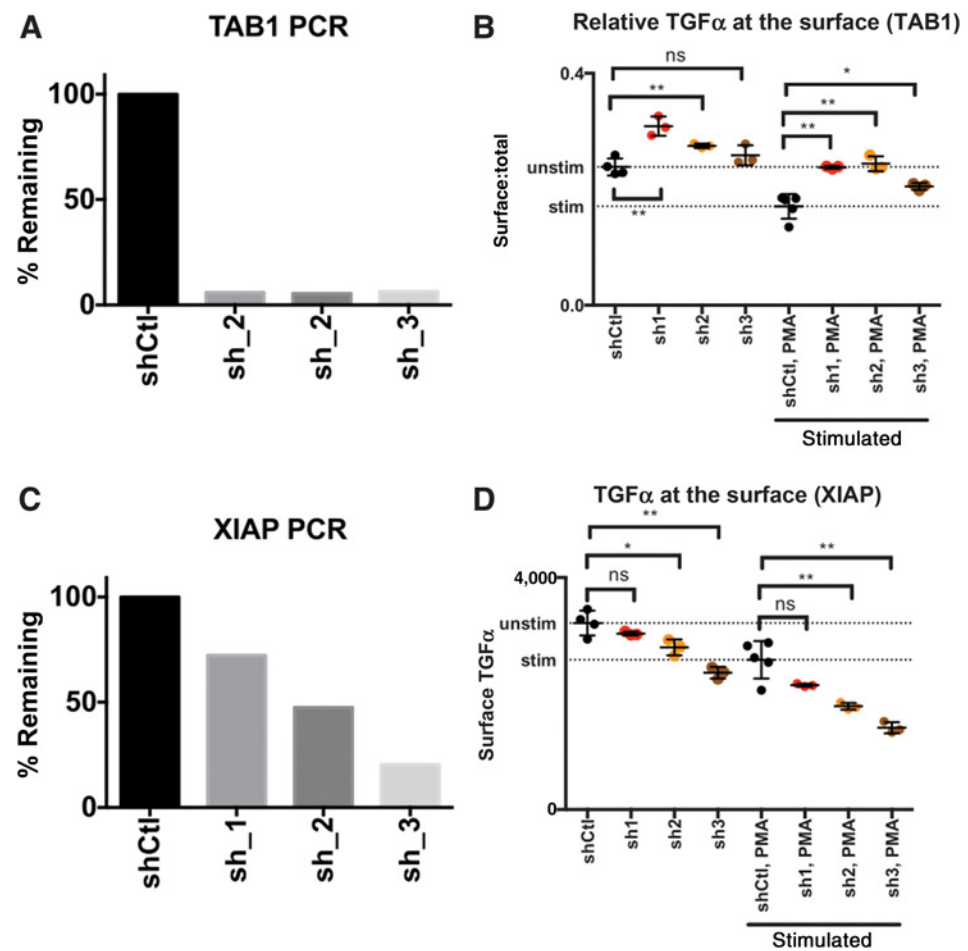 A
TAB1 PCR
% Remaining
100
50
0
shCtl
sh_2
sh_2
sh_3
B
Relative TGFα at the surface (TAB1)
Surface:total
0.4
unstim
stim
0.0
ns
**
**
*
**
**
shCtl
sh1
sh2
sh3
shCtl, PMA
sh1, PMA
sh2, PMA
sh3, PMA
Stimulated
C
XIAP PCR
% Remaining
100
50
0
shCtl
sh_1
sh_2
sh_3
D
TGFα at the surface (XIAP)
Surface TGFα
4,000
unstim
stim
0
**
*
ns
**
**
ns
shCtl
sh1
sh2
sh3
shCtl, PMA
sh1, PMA
sh2, PMA
sh3, PMA
Stimulated